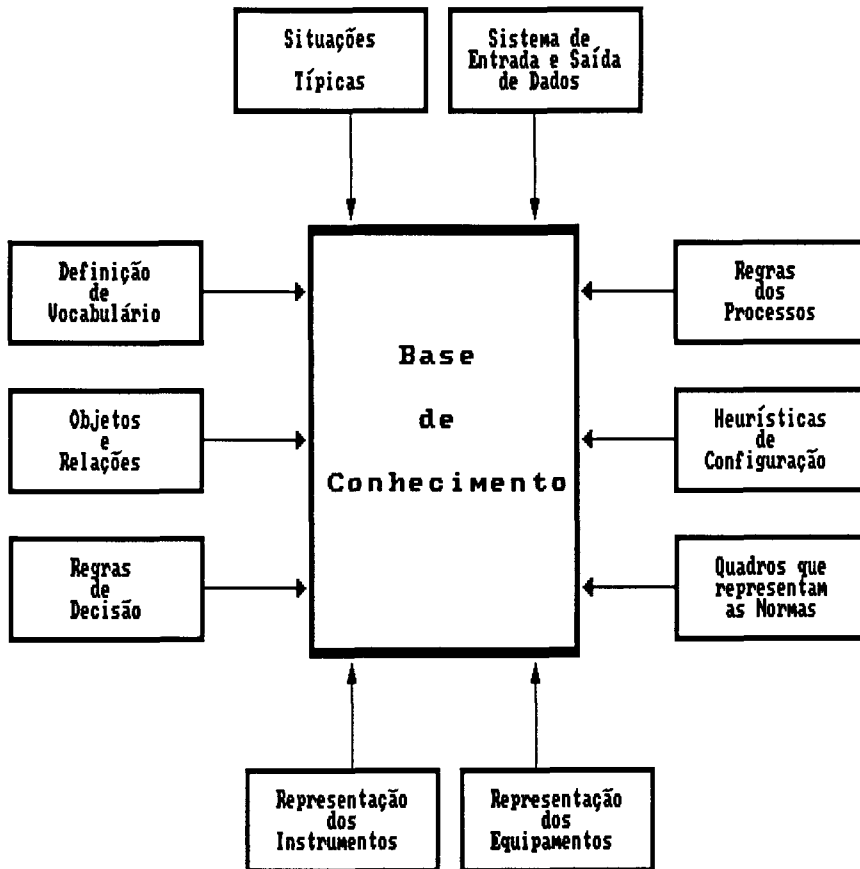 Situações
Típicas
Sistema de
Entrada e Saída
de Dados
Definição
de
Vocabulário
Objetos
e
Relações
Regras
de
Decisão
Base
de
Conhecimento
Regras
dos
Processos
Heurísticas
de
Configuração
Quadros que
representam
as Normas
Representação
dos
Instrumentos
Representação
dos
Equipamentos